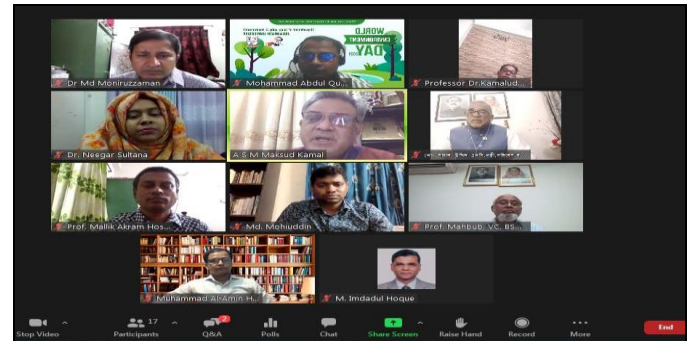 WORLD
ENVIRONMENT
DAY
Dr Md Moniruzzaman
Mohammad Abdul Qu...
Professor Dr.Kamalud...
Dr. Neegar Sultana
A S M Maksud Kamal
Prof. Mallik Akram Hos...
Md. Mohiuddin
Prof. Mahbub, VC, BS...
Muhammad Al-Amin H...
M. Imdadul Hoque
Stop Video
Participants
17
Q&A
2
Polls
Chat
Share Screen
Raise Hand
Record
More
End